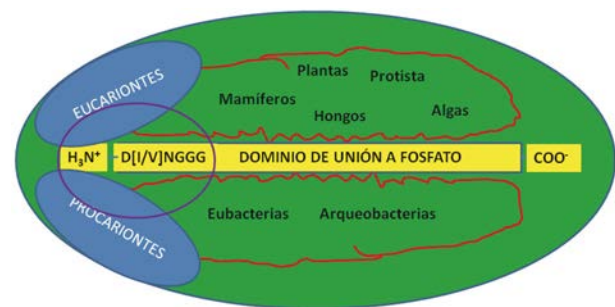 EUCARIONTES
Plantas
Protista
Mamíferos
Hongos
Algas
H₃N⁺ D[I/V]NGGG DOMINIO DE UNIÓN A FOSFATO COO⁻
PROCARIONTES
Eubacterias
Arqueobacterias